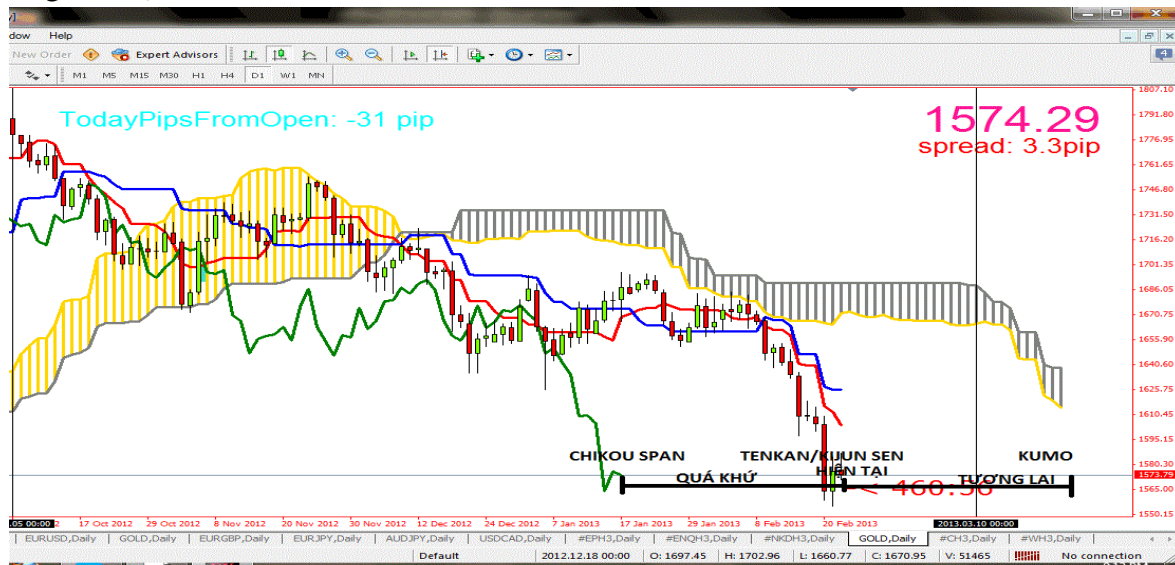 dow Help
New Order Expert Advisors 4
M1 M5 M15 M30 H1 H4 D1 W1 MN
TodayPipsFromOpen: -31 pip
1574.29
spread: 3.3pip
1807.10
1791.80
1776.95
1761.65
1746.80
1731.50
1716.20
1701.35
1686.05
1670.75
1655.90
1640.60
1625.75
1610.45
1595.15
1580.30
1573.79
1565.00
1550.15
CHIKOU SPAN TENKAN/KIJUN SEN KUMO
QUÁ KHỨ HIỆN TẠI TƯƠNG LAI
< 460:56
.05 00:00 2 17 Oct 2012 29 Oct 2012 8 Nov 2012 20 Nov 2012 30 Nov 2012 12 Dec 2012 24 Dec 2012 7 Jan 2013 17 Jan 2013 29 Jan 2013 8 Feb 2013 20 Feb 2013 2013.03.10 00:00
EURUSD,Daily GOLD,Daily EURGBP,Daily EURJPY,Daily AUDJPY,Daily USDCAD,Daily #EPH3,Daily #ENQH3,Daily #NKDH3,Daily GOLD,Daily #CH3,Daily #WH3,Daily
Default 2012.12.18 00:00 O: 1697.45 H: 1702.96 L: 1660.77 C: 1670.95 V: 51465 No connection